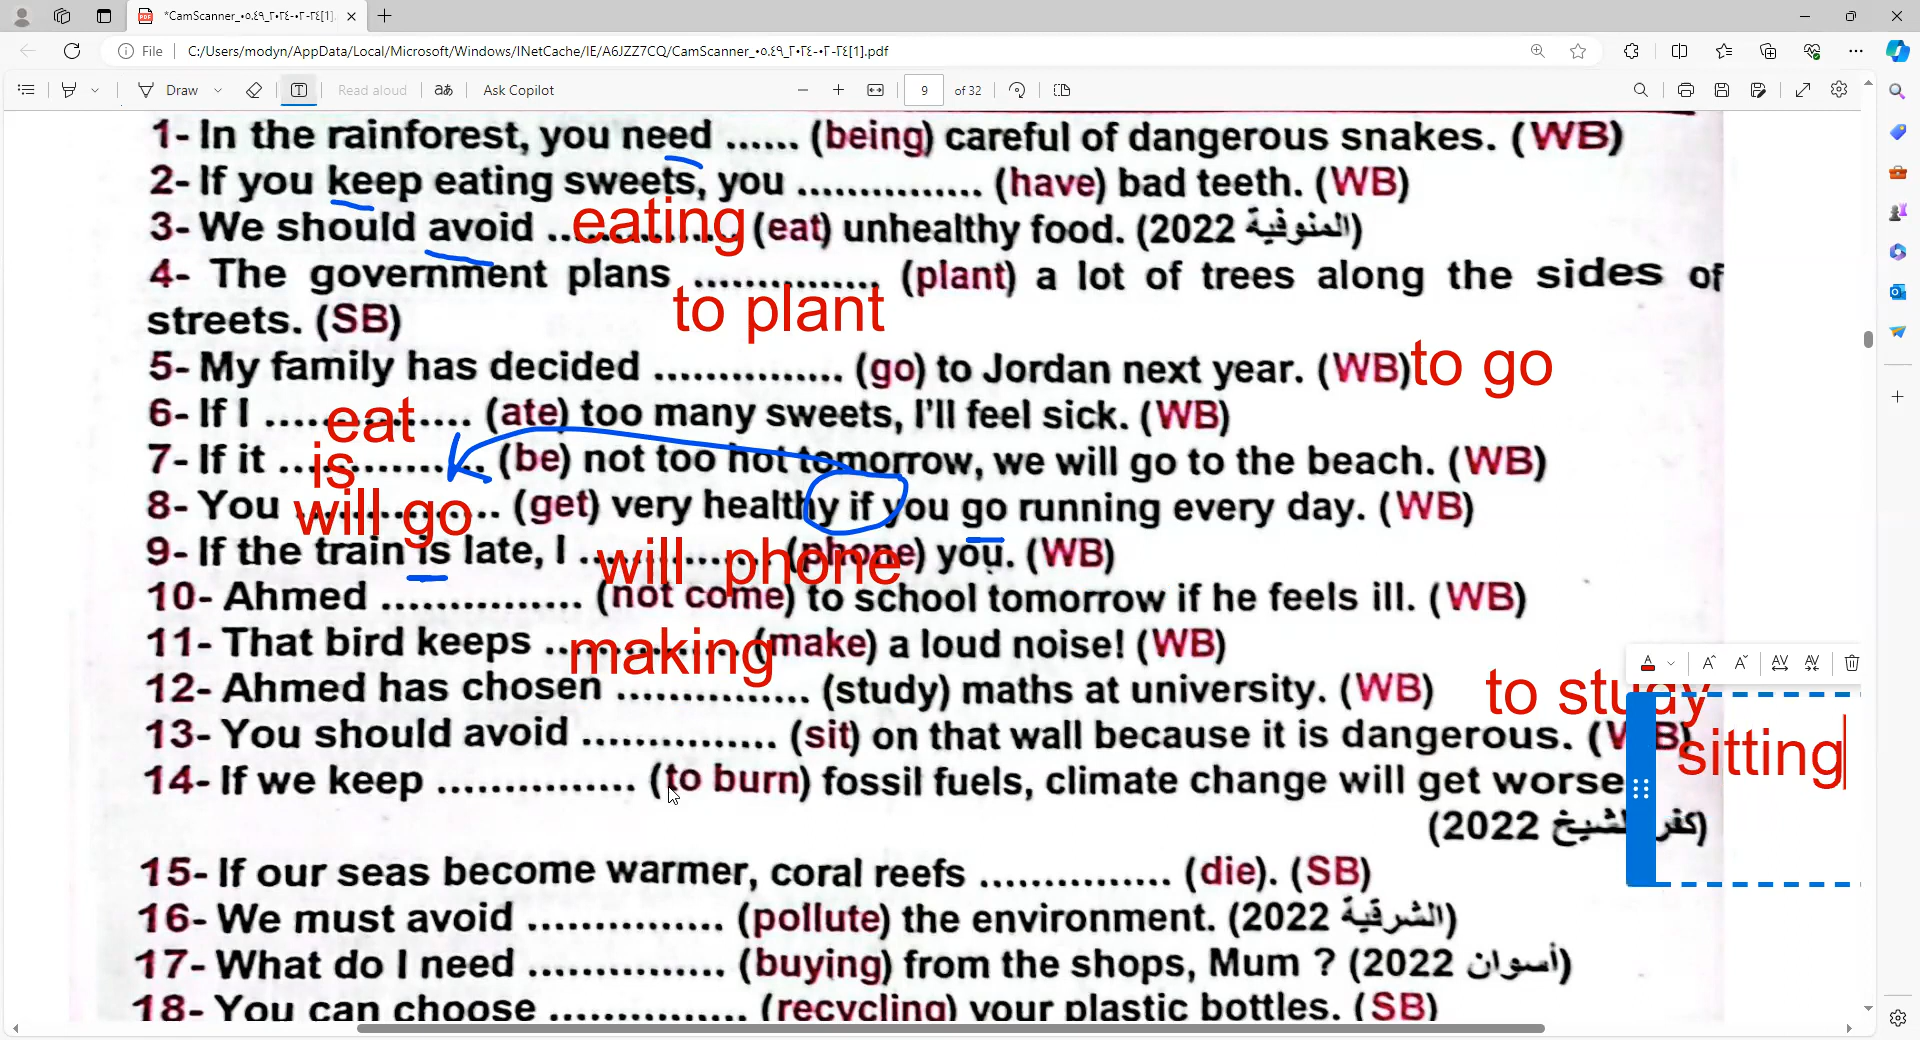 *CamScanner_٠٥.٤٩_٢٠٢٤-٠٢-٢٤[1].
File
C:/Users/modyn/AppData/Local/Microsoft/Windows/INetCache/IE/A6JZZ7CQ/CamScanner_٠٥.٤٩_٢٠٢٤-٠٢-٢٤[1].pdf
Draw
Read aloud
aあ
Ask Copilot
9 of 32
1- In the rainforest, you need ...... (being) careful of dangerous snakes. (WB)
2- If you keep eating sweets, you ............... (have) bad teeth. (WB)
eating
3- We should avoid ............... (eat) unhealthy food. (2022 المنوفية)
4- The government plans ............... (plant) a lot of trees along the sides of
to plant
streets. (SB)
5- My family has decided ............... (go) to Jordan next year. (WB) to go
6- If I ............... (ate) too many sweets, I'll feel sick. (WB)
eat
7- If it ............... (be) not too hot tomorrow, we will go to the beach. (WB)
is
8- You ............... (get) very healthy if you go running every day. (WB)
will go
9- If the train is late, I ............... (phone) you. (WB)
will phone
10- Ahmed ............... (not come) to school tomorrow if he feels ill. (WB)
11- That bird keeps ............... (make) a loud noise! (WB)
making
12- Ahmed has chosen ............... (study) maths at university. (WB) to study
13- You should avoid ............... (sit) on that wall because it is dangerous. (WB)
sitting
14- If we keep ............... (to burn) fossil fuels, climate change will get worse
(2022 كفر الشيخ)
15- If our seas become warmer, coral reefs ............... (die). (SB)
16- We must avoid ............... (pollute) the environment. (2022 الشرقية)
17- What do I need ............... (buying) from the shops, Mum ? (2022 أسوان)
18- You can choose ............... (recycling) your plastic bottles. (SB)